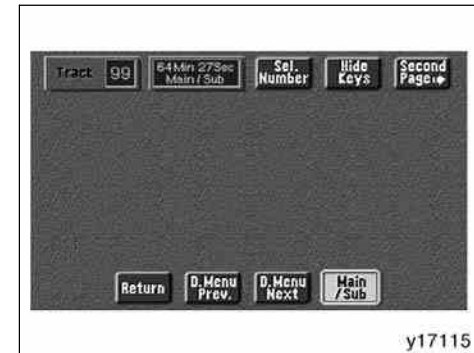 Track 99
64Min 27Sec
Main / Sub
Sel.
Number
Hide
Keys
Second
Page
Return
D.Menu
Prev.
D.Menu
Next
Main
/Sub
y17115